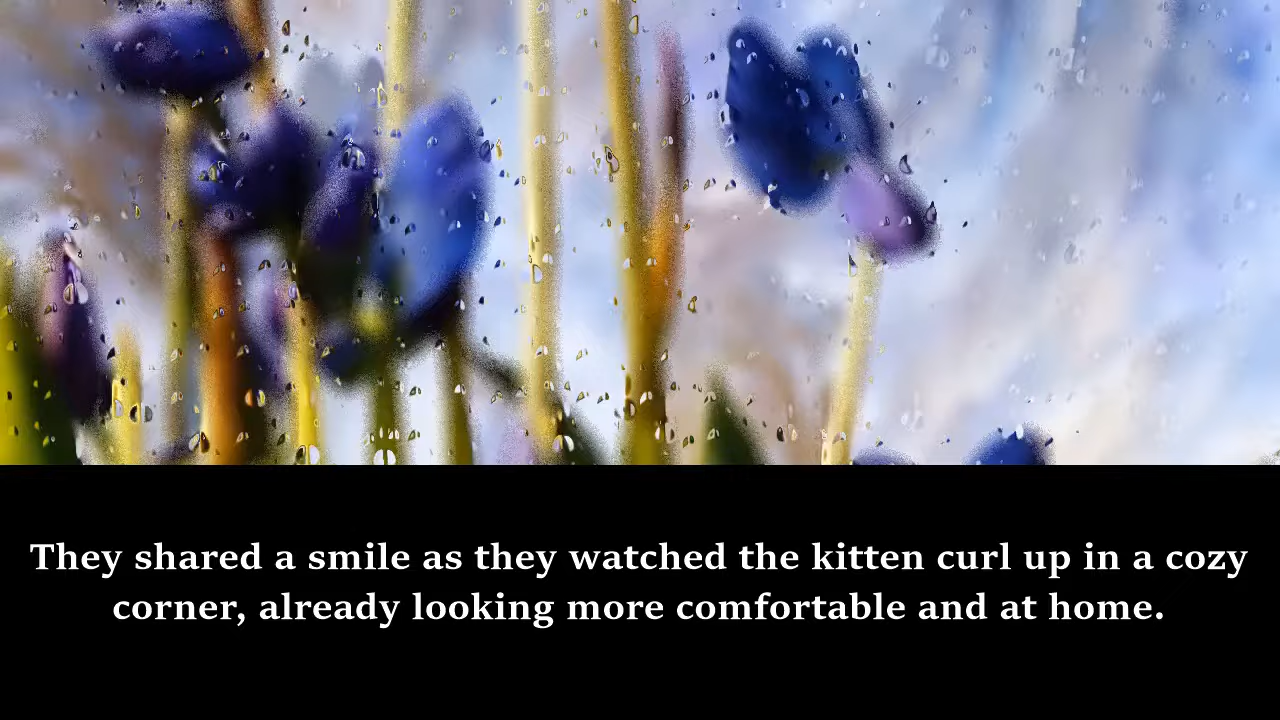 They shared a smile as they watched the kitten curl up in a cozy
corner, already looking more comfortable and at home.